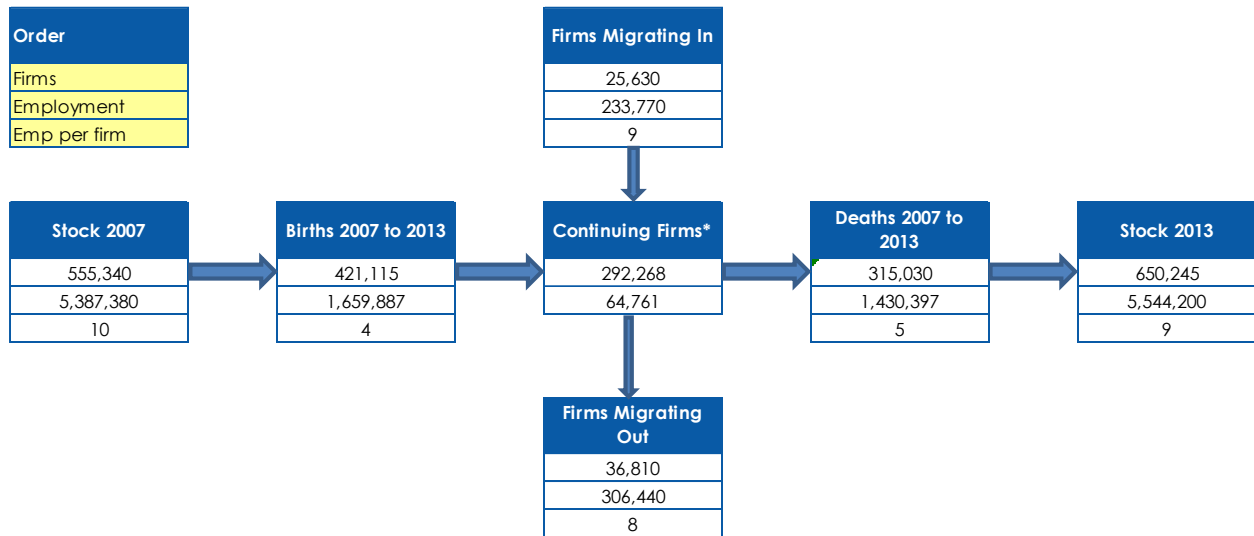 Order
Firms
Employment
Emp per firm
Firms Migrating In
25,630
233,770
9
Stock 2007
555,340
5,387,380
10
Births 2007 to 2013
421,115
1,659,887
4
Continuing Firms*
292,268
64,761
Deaths 2007 to
2013
315,030
1,430,397
5
Stock 2013
650,245
5,544,200
9
Firms Migrating
Out
36,810
306,440
8